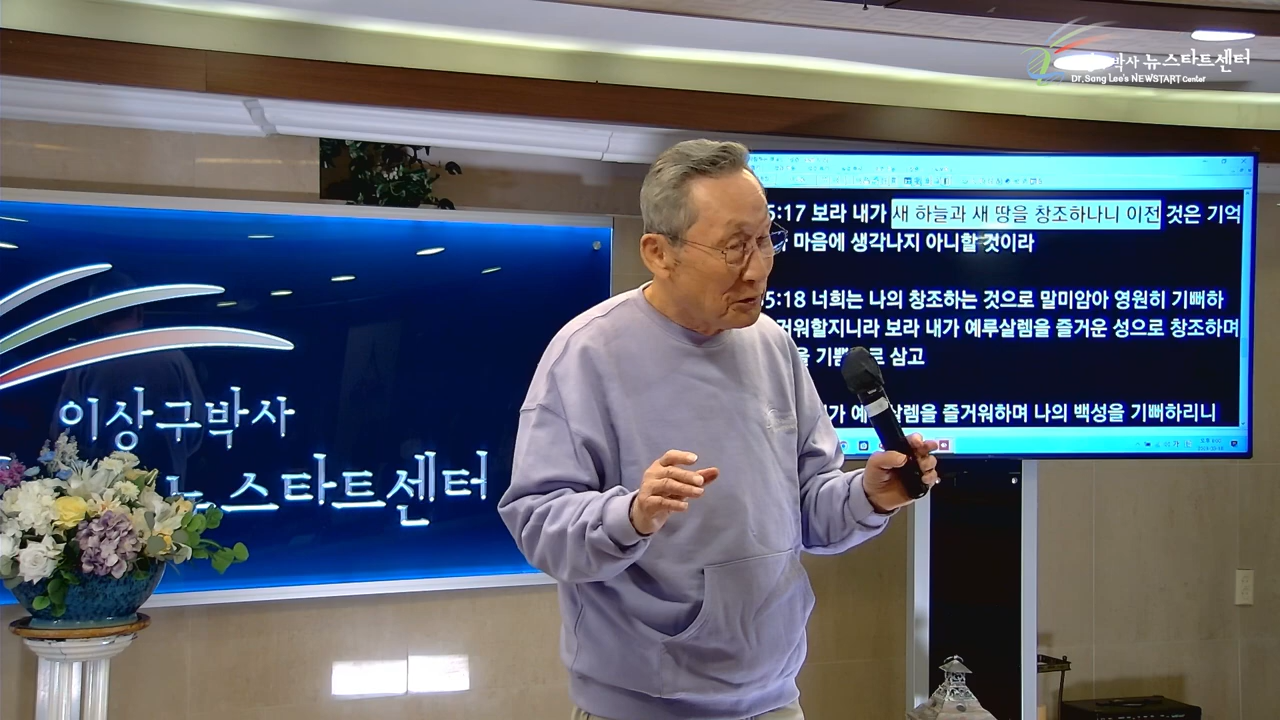 박사 뉴스타트센터
Dr. Sang Lee's NEWSTART Center
5:17 보라 내가 새 하늘과 새 땅을 창조하나니 이전 것은 기억
마음에 생각나지 아니할 것이라
5:18 너희는 나의 창조하는 것으로 말미암아 영원히 기뻐하
거워할지니라 보라 내가 예루살렘을 즐거운 성으로 창조하며
기쁨으로 삼고
가 예루살렘을 즐거워하며 나의 백성을 기뻐하리니
이상구박사
뉴스타트센터